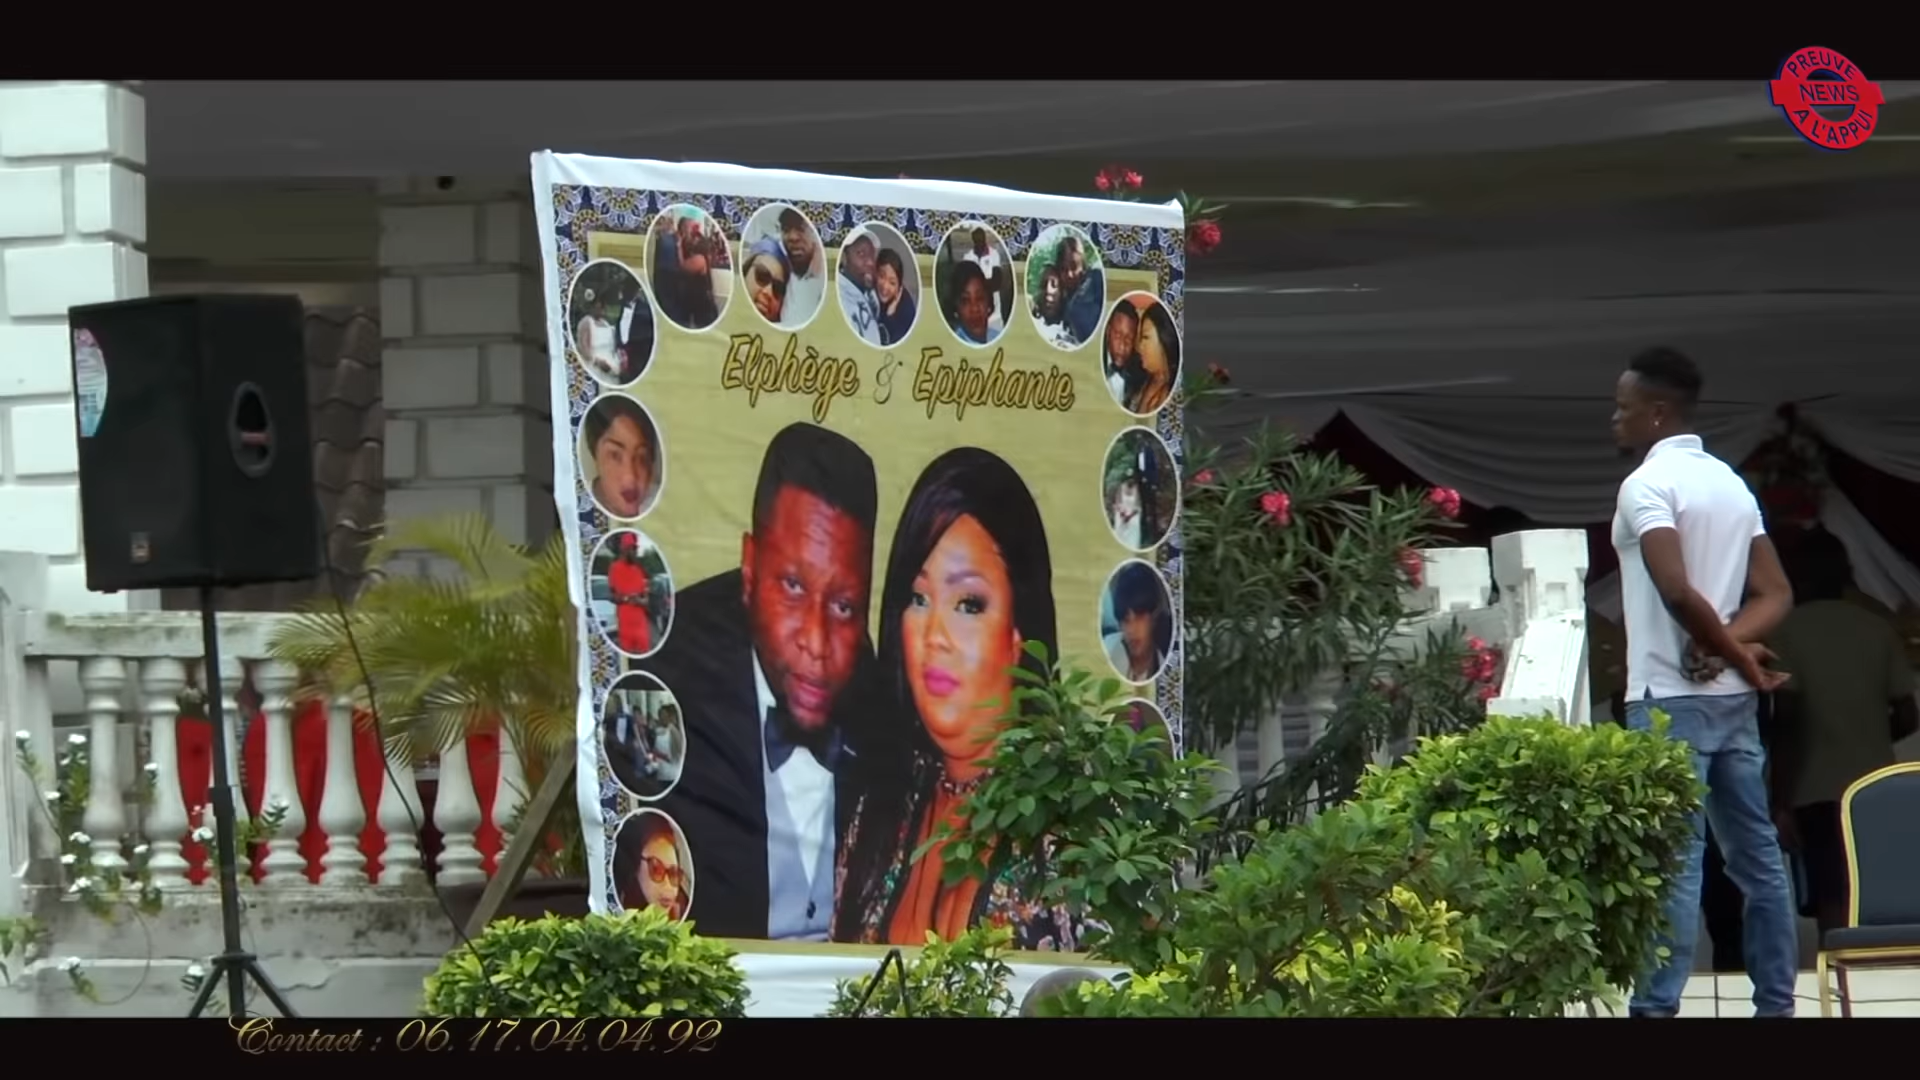 PREUVE
NEWS
A L'APPUI
Elphège & Epiphanie
Contact : 06.17.04.04.92